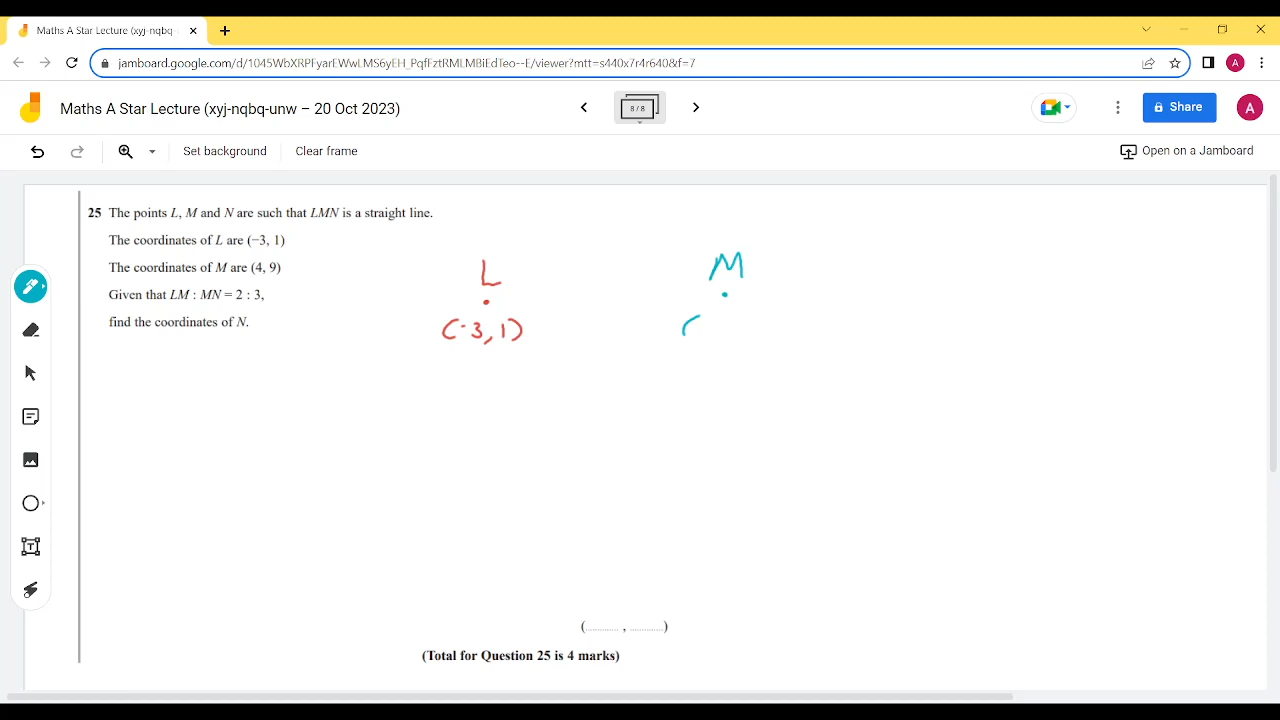 Maths A Star Lecture (xyj-nqbq
jamboard.google.com/d/1045WbXRPFyarEWwLMS6yEH_PqfFztRMLMBiEdTeo--E/viewer?mtt=s440x7r4r640&f=7
A
Maths A Star Lecture (xyj-nqbq-unw – 20 Oct 2023)
8 / 8
Share
A
Set background
Clear frame
Open on a Jamboard
25 The points L, M and N are such that LMN is a straight line.
The coordinates of L are (−3, 1)
The coordinates of M are (4, 9)
Given that LM : MN = 2 : 3,
find the coordinates of N.
L
M
(-3, 1)
(
T
(.............. , ..............)
(Total for Question 25 is 4 marks)